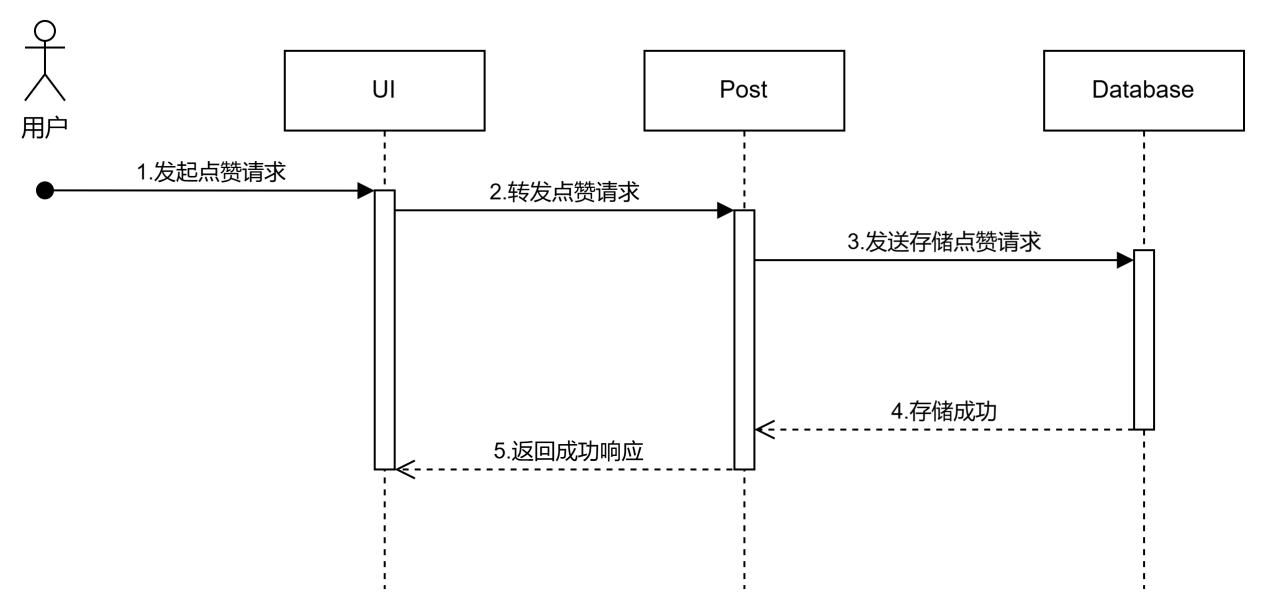 用户
UI
Post
Database
1.发起点赞请求
2.转发点赞请求
3.发送存储点赞请求
4.存储成功
5.返回成功响应